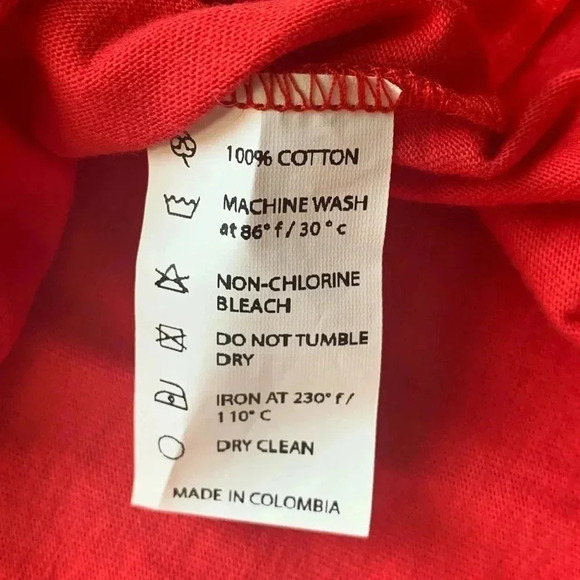 100% COTTON
MACHINE WASH
at 86° f / 30 ° c
NON-CHLORINE
BLEACH
DO NOT TUMBLE
DRY
IRON AT 230° f /
110° C
DRY CLEAN
MADE IN COLOMBIA